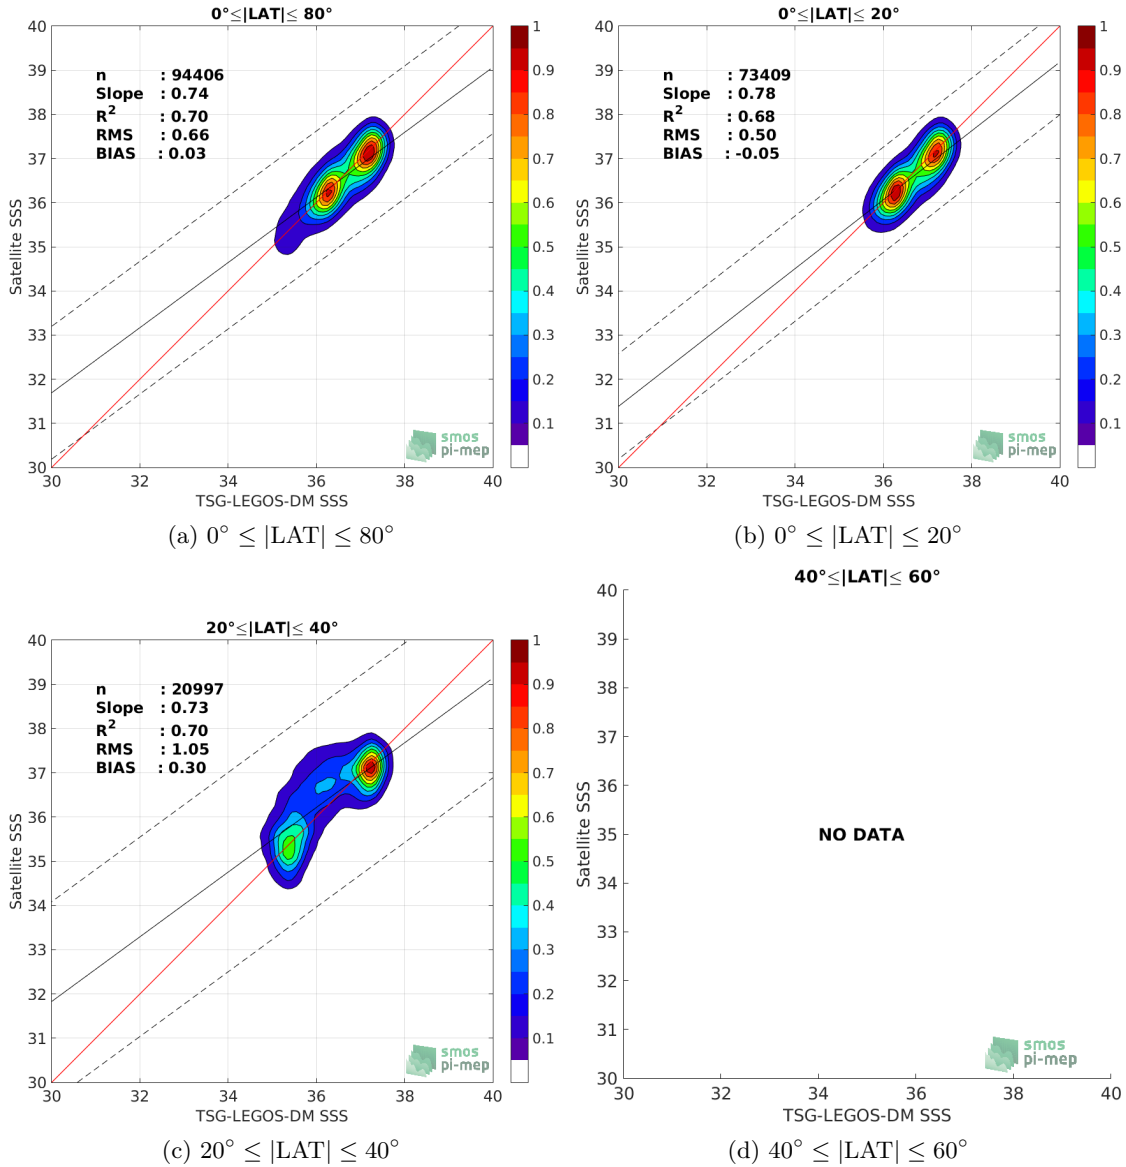 0°≤|LAT|≤ 80°
40
39
38
37
36
35
34
33
32
31
30
Satellite SSS
n : 94406
Slope : 0.74
R² : 0.70
RMS : 0.66
BIAS : 0.03
smos
pi-mep
30 32 34 36 38 40
TSG-LEGOS-DM SSS
1
0.9
0.8
0.7
0.6
0.5
0.4
0.3
0.2
0.1
(a) 0° ≤ |LAT| ≤ 80°
0°≤|LAT|≤ 20°
40
39
38
37
36
35
34
33
32
31
30
Satellite SSS
n : 73409
Slope : 0.78
R² : 0.68
RMS : 0.50
BIAS : -0.05
smos
pi-mep
30 32 34 36 38 40
TSG-LEGOS-DM SSS
1
0.9
0.8
0.7
0.6
0.5
0.4
0.3
0.2
0.1
(b) 0° ≤ |LAT| ≤ 20°
20°≤|LAT|≤ 40°
40
39
38
37
36
35
34
33
32
31
30
Satellite SSS
n : 20997
Slope : 0.73
R² : 0.70
RMS : 1.05
BIAS : 0.30
smos
pi-mep
30 32 34 36 38 40
TSG-LEGOS-DM SSS
1
0.9
0.8
0.7
0.6
0.5
0.4
0.3
0.2
0.1
(c) 20° ≤ |LAT| ≤ 40°
40°≤|LAT|≤ 60°
40
39
38
37
36
35
34
33
32
31
30
Satellite SSS
NO DATA
smos
pi-mep
30 32 34 36 38 40
TSG-LEGOS-DM SSS
(d) 40° ≤ |LAT| ≤ 60°